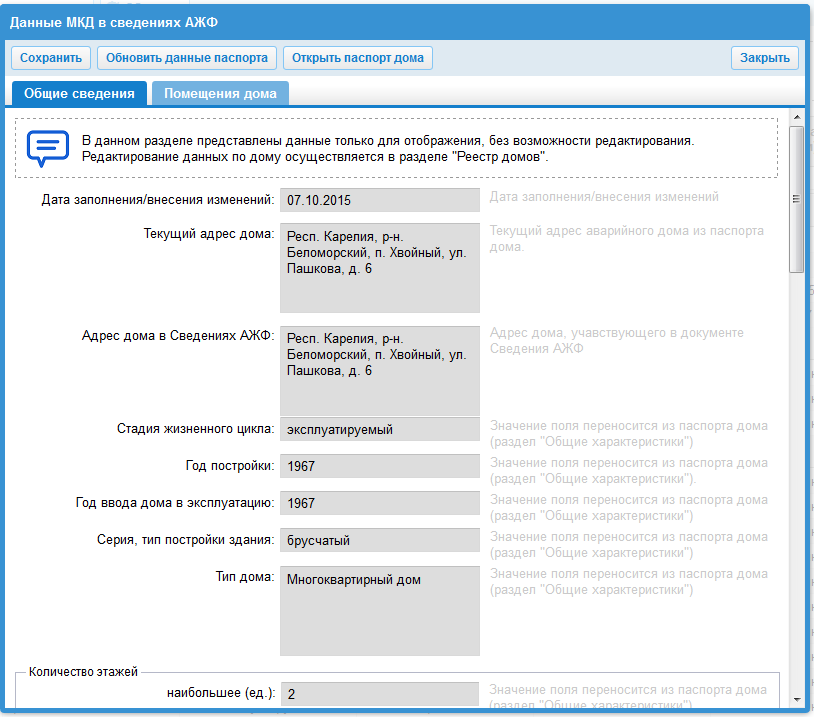 Данные МКД в сведениях АЖФ
Сохранить Обновить данные паспорта Открыть паспорт дома Закрыть
Общие сведения Помещения дома
В данном разделе представлены данные только для отображения, без возможности редактирования.
Редактирование данных по дому осуществляется в разделе "Реестр домов".
Дата заполнения/внесения изменений: 07.10.2015 Дата заполнения/внесения изменений
Текущий адрес дома: Респ. Карелия, р-н. Текущий адрес аварийного дома из паспорта
Беломорский, п. Хвойный, ул. дома.
Пашкова, д. 6
Адрес дома в Сведениях АЖФ: Респ. Карелия, р-н. Адрес дома, учавствующего в документе
Беломорский, п. Хвойный, ул. Сведения АЖФ
Пашкова, д. 6
Стадия жизненного цикла: эксплуатируемый Значение поля переносится из паспорта дома
(раздел "Общие характеристики")
Год постройки: 1967 Значение поля переносится из паспорта дома
(раздел "Общие характеристики").
Год ввода дома в эксплуатацию: 1967 Значение поля переносится из паспорта дома
(раздел "Общие характеристики")
Серия, тип постройки здания: брусчатый Значение поля переносится из паспорта дома
(раздел "Общие характеристики")
Тип дома: Многоквартирный дом Значение поля переносится из паспорта дома
(раздел "Общие характеристики")
Количество этажей
наибольшее (ед.): 2 Значение поля переносится из паспорта дома
(раздел "Общие характеристики")